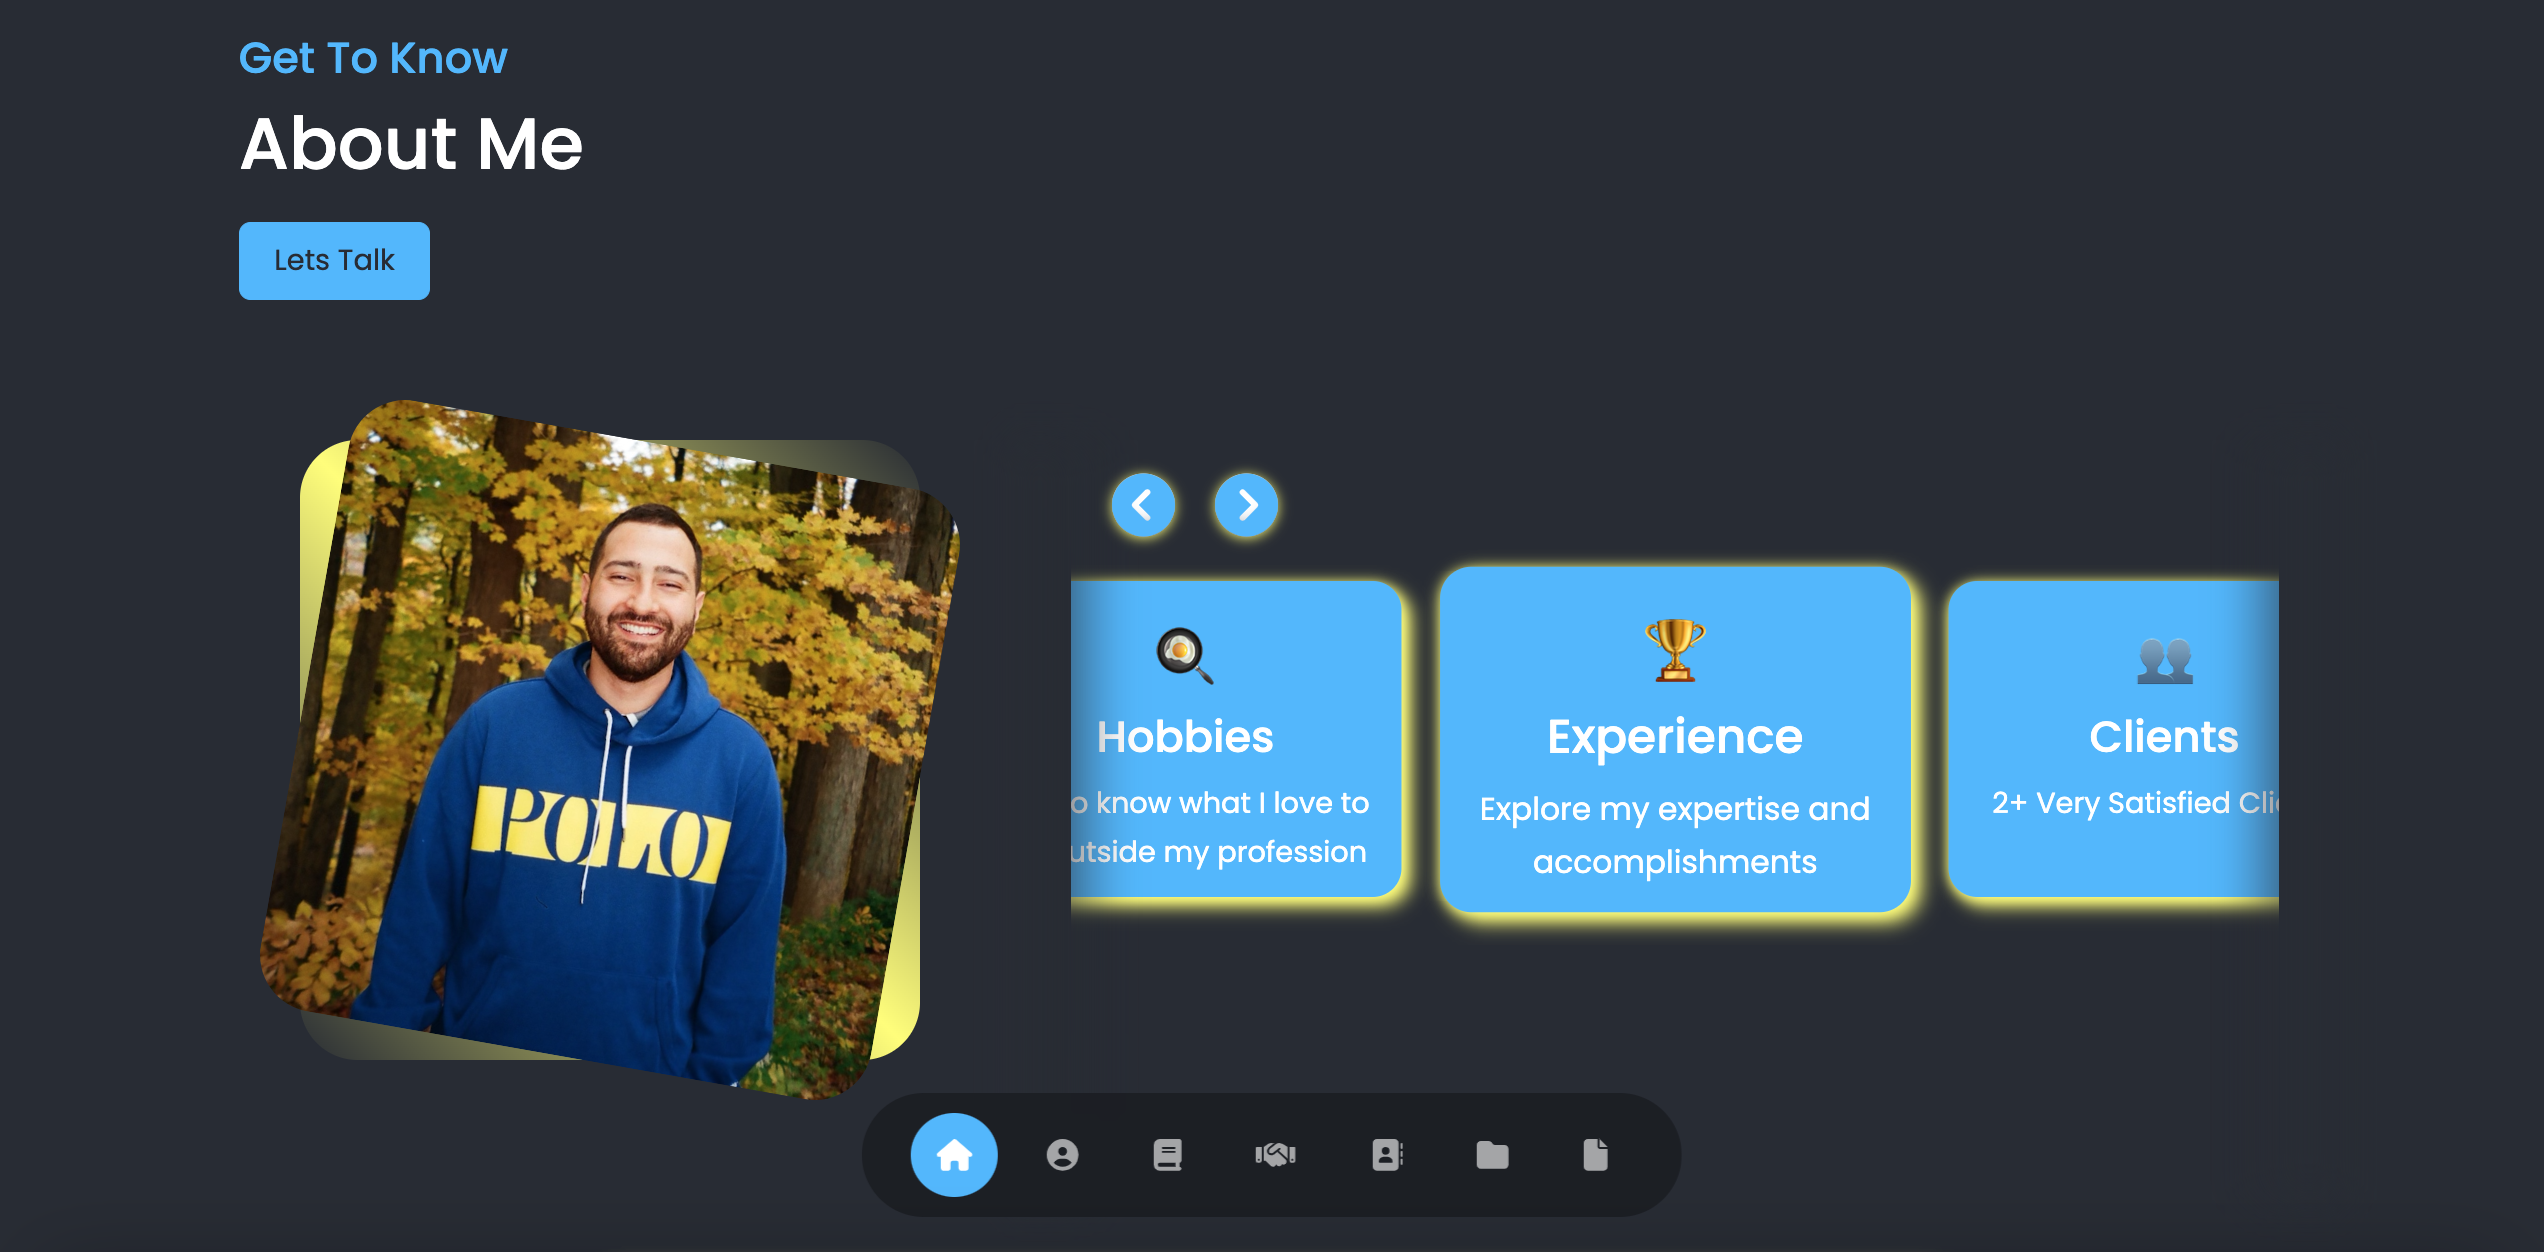 Get To Know
About Me
Lets Talk
POLO
Hobbies
o know what I love to
utside my profession
Experience
Explore my expertise and
accomplishments
Clients
2+ Very Satisfied Cli